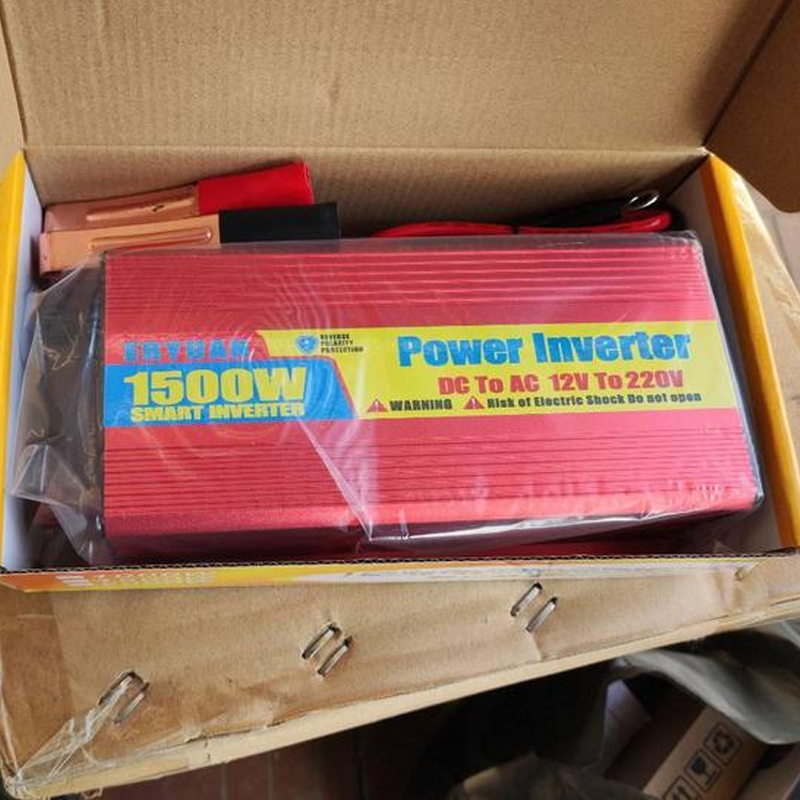 ERYUAN
REVERSE
POLARITY
PROTECTION
1500W
SMART INVERTER
Power Inverter
DC To AC 12V To 220V
WARNING Risk of Electric Shock Do not open